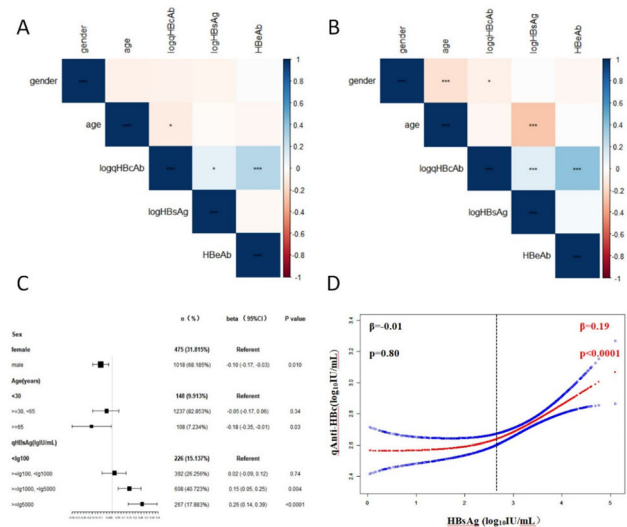 A
gender
age
logqHBcAb
logHBsAg
HBeAb
gender
age
logqHBcAb
logHBsAg
HBeAb
***
***
*
***
*
***
***
***
1
0.8
0.6
0.4
0.2
0
-0.2
-0.4
-0.6
-0.8
-1
B
gender
age
logqHBcAb
logHBsAg
HBeAb
gender
age
logqHBcAb
logHBsAg
HBeAb
***
***
*
***
***
***
***
***
***
***
1
0.8
0.6
0.4
0.2
0
-0.2
-0.4
-0.6
-0.8
-1
C
n (%) beta (95%CI) P value
Sex
female 475 (31.815%) Referent
male 1018 (68.185%) -0.10 (-0.17, -0.03) 0.010
Age(years)
<30 148 (9.913%) Referent
>=30, <65 1237 (82.853%) -0.05 (-0.17, 0.06) 0.34
>=65 108 (7.234%) -0.18 (-0.35, -0.01) 0.03
qHBsAg(lgIU/mL)
<lg100 226 (15.137%) Referent
>=lg100, <lg1000 392 (26.256%) 0.02 (-0.09, 0.12) 0.74
>=lg1000, <lg5000 608 (40.723%) 0.15 (0.05, 0.25) 0.004
>=lg5000 267 (17.883%) 0.26 (0.14, 0.39) <0.0001
D
β=-0.01
p=0.80
β=0.19
p<0.0001
qAnti-HBc(log10IU/mL)
3.4
3.2
3.0
2.8
2.6
2.4
0
1
2
3
4
5
HBsAg (log10IU/mL)